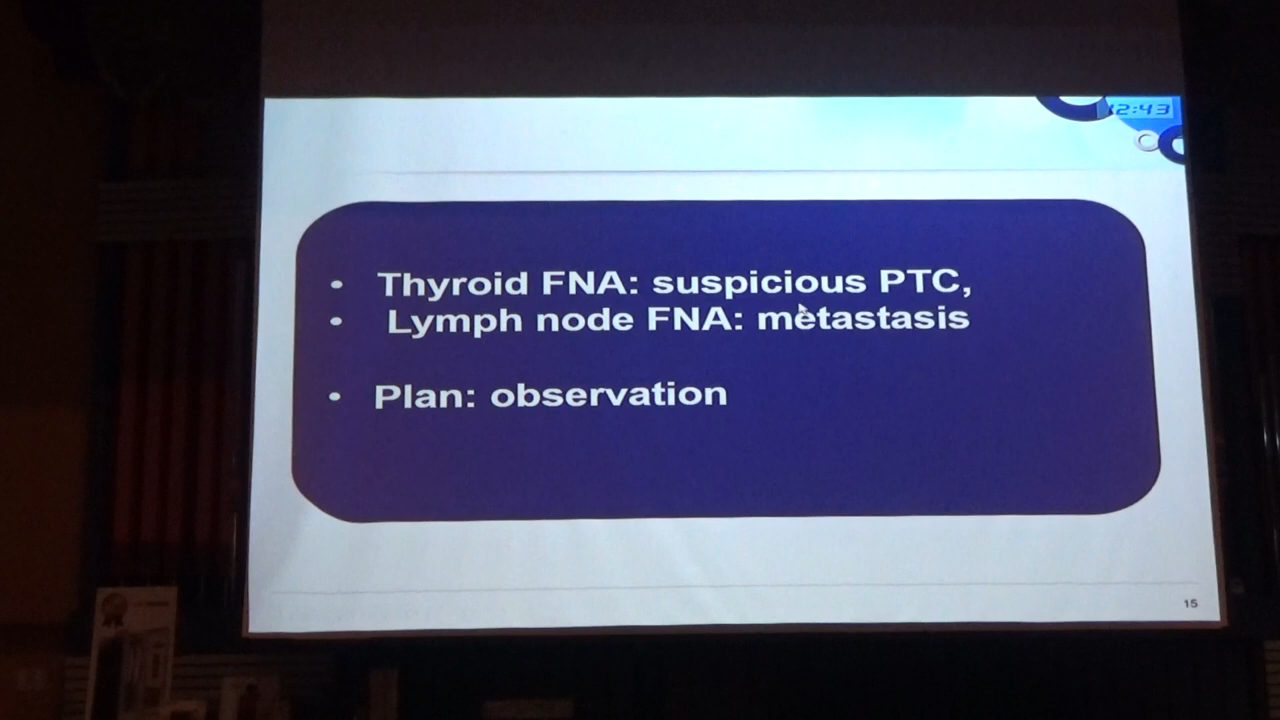 12:43
• Thyroid FNA: suspicious PTC,
• Lymph node FNA: metastasis
• Plan: observation
15